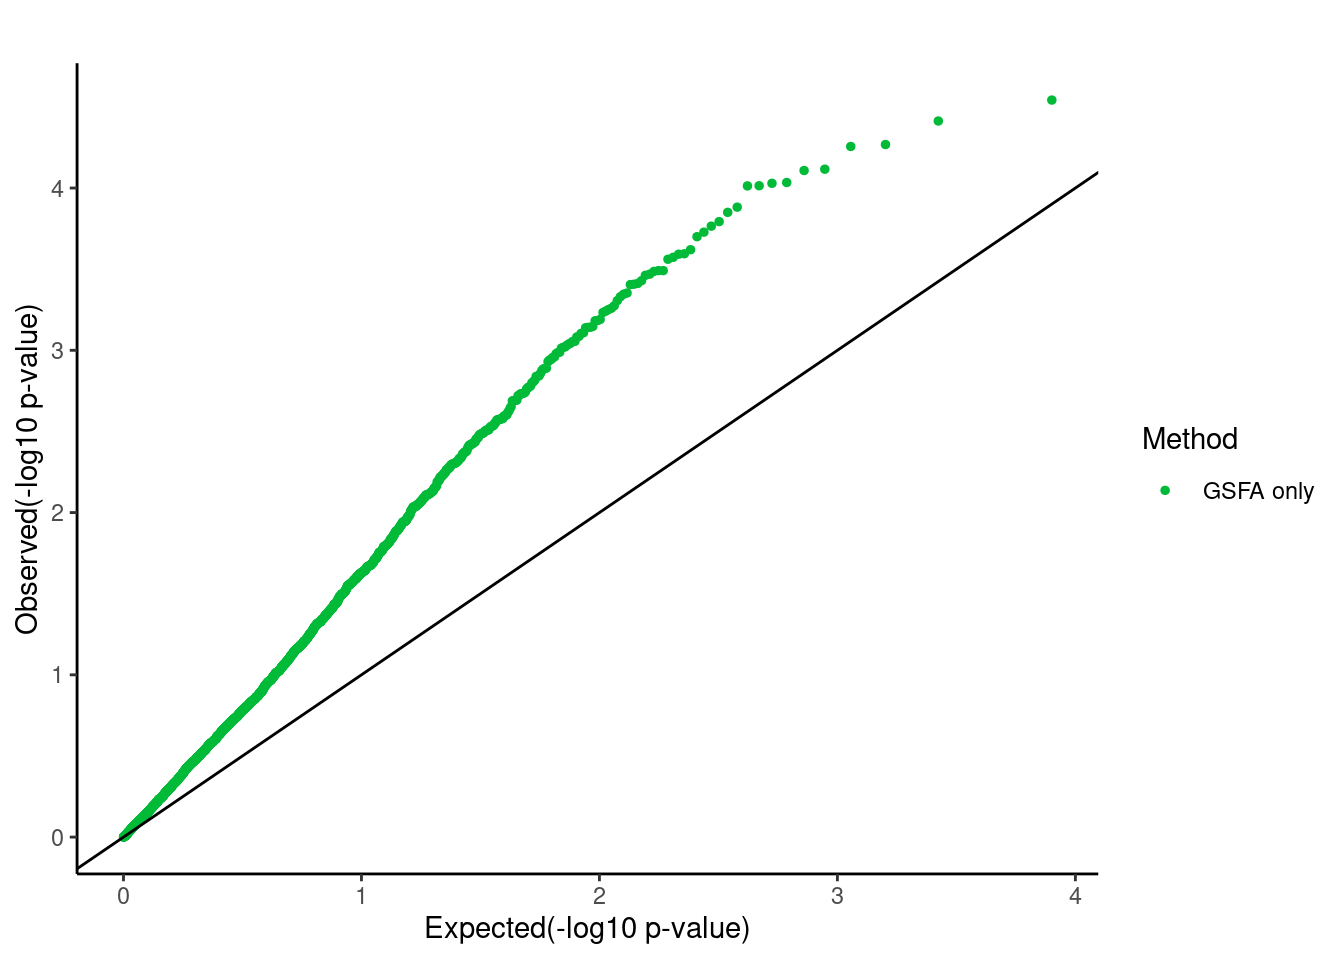 Observed(-log10 p-value)
4
3
2
1
0
0 1 2 3 4
Expected(-log10 p-value)
Method
GSFA only